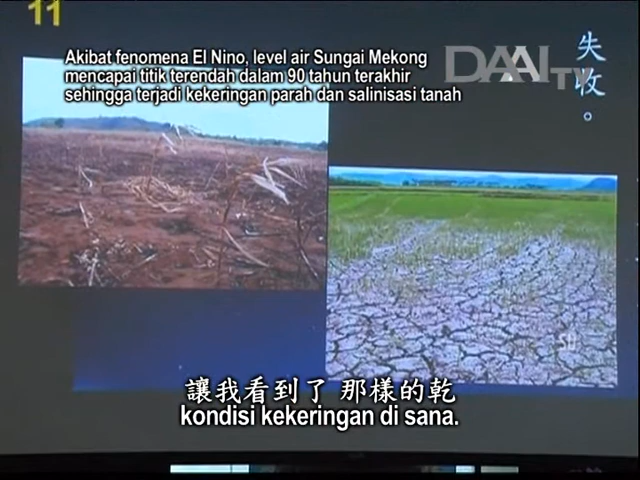 11
Akibat fenomena El Nino, level air Sungai Mekong
mencapai titik terendah dalam 90 tahun terakhir
sehingga terjadi kekeringan parah dan salinisasi tanah
DAAI TV
失收。
讓我看到了 那樣的乾
kondisi kekeringan di sana.